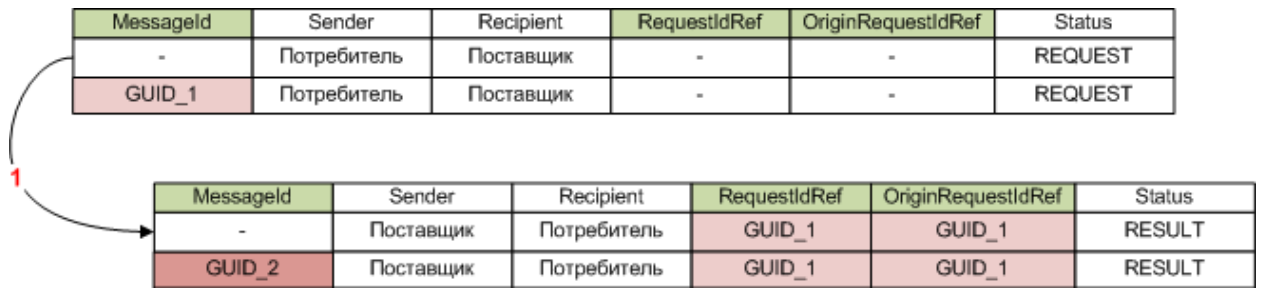 MessageId Sender Recipient RequestIdRef OriginRequestIdRef Status
- Потребитель Поставщик - - REQUEST
GUID_1 Потребитель Поставщик - - REQUEST
1
MessageId Sender Recipient RequestIdRef OriginRequestIdRef Status
- Поставщик Потребитель GUID_1 GUID_1 RESULT
GUID_2 Поставщик Потребитель GUID_1 GUID_1 RESULT